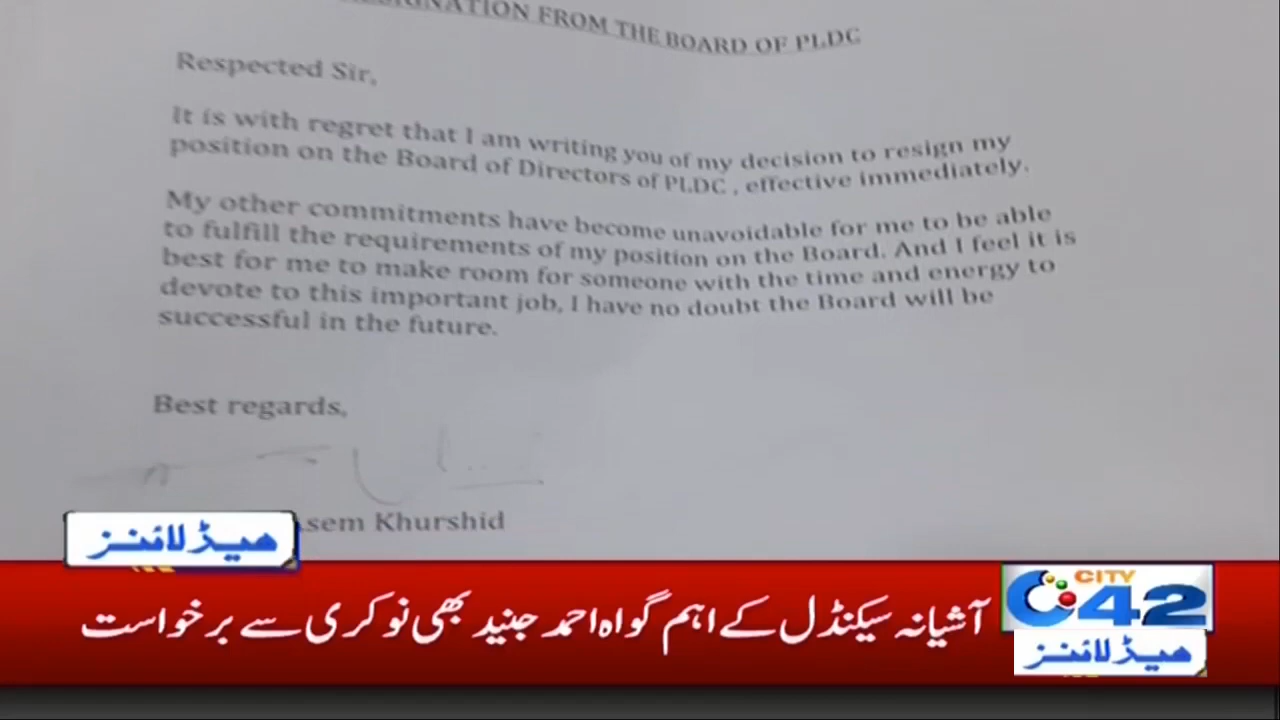 FROM THE BOARD OF PLDC
Respected Sir,
It is with regret that I am writing you of my decision to resign my
position on the Board of Directors of PLDC , effective immediately.
My other commitments have become unavoidable for me to be able
to fulfill the requirements of my position on the Board. And I feel it is
best for me to make room for someone with the time and energy to
devote to this important job, I have no doubt the Board will be
successful in the future.
Best regards,
Khurshid
ھیڈلائنز
CITY
42
آشیانہ سیکنڈل کے اہم گواہ احمد جنید بھی نوکری سے برخواست
ھیڈلائنز